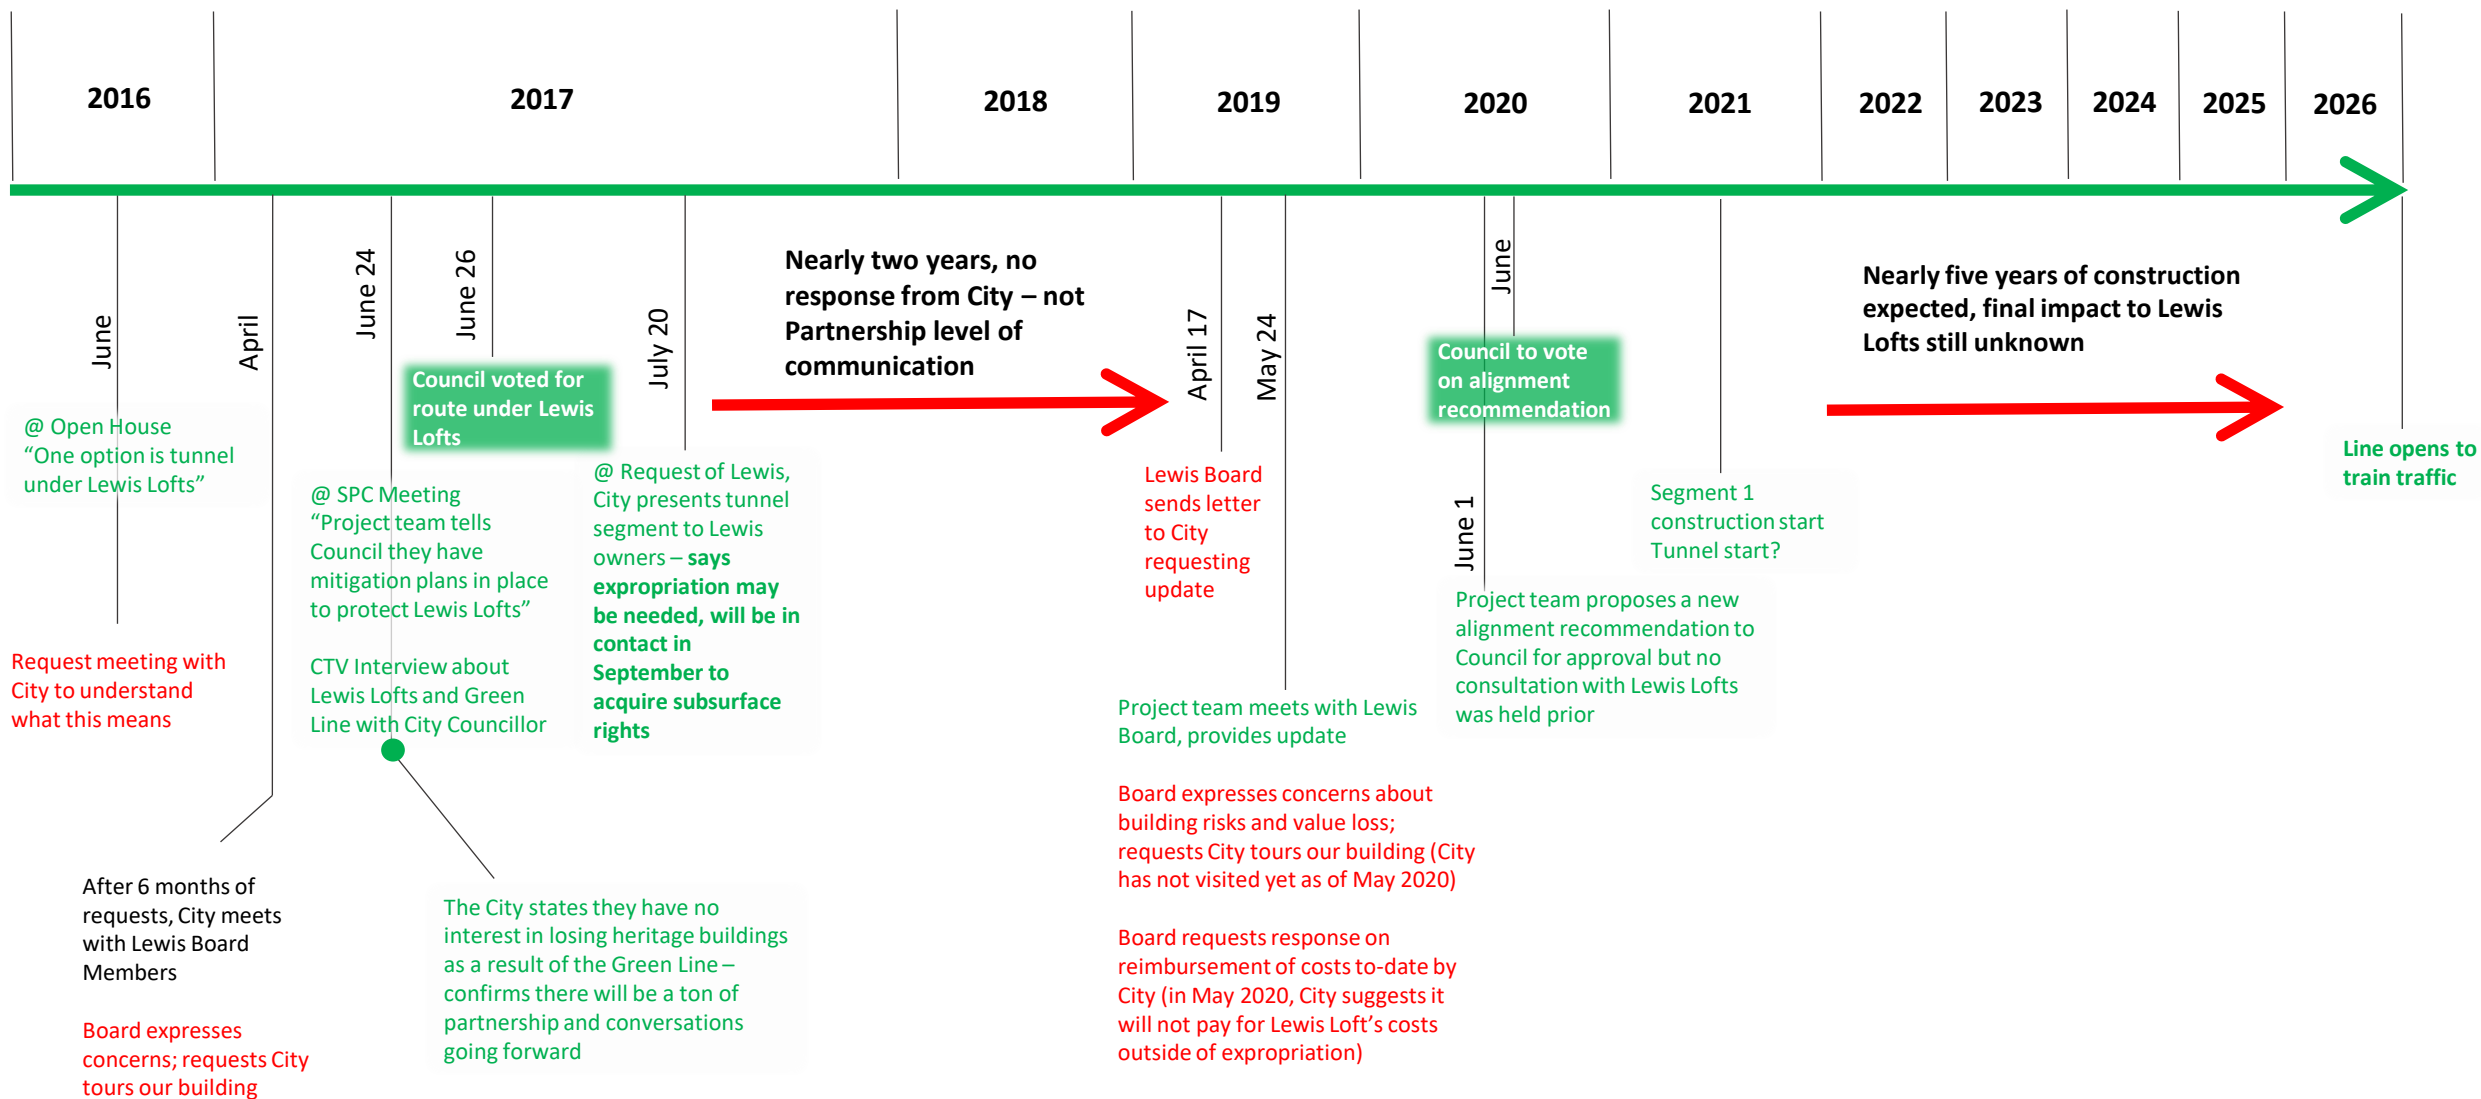 2016
2017
2018
2019
2020
2021
2022
2023
2024
2025
2026
June
@ Open House
“One option is tunnel
under Lewis Lofts”
Request meeting with
City to understand
what this means
April
After 6 months of
requests, City meets
with Lewis Board
Members
Board expresses
concerns; requests City
tours our building
June 24
@ SPC Meeting
“Project team tells
Council they have
mitigation plans in place
to protect Lewis Lofts”
CTV Interview about
Lewis Lofts and Green
Line with City Councillor
The City states they have no
interest in losing heritage buildings
as a result of the Green Line –
confirms there will be a ton of
partnership and conversations
going forward
June 26
Council voted for
route under Lewis
Lofts
July 20
@ Request of Lewis,
City presents tunnel
segment to Lewis
owners – says
expropriation may
be needed, will be in
contact in
September to
acquire subsurface
rights
Nearly two years, no
response from City – not
Partnership level of
communication
April 17
Lewis Board
sends letter
to City
requesting
update
May 24
Project team meets with Lewis
Board, provides update
Board expresses concerns about
building risks and value loss;
requests City tours our building (City
has not visited yet as of May 2020)
Board requests response on
reimbursement of costs to-date by
City (in May 2020, City suggests it
will not pay for Lewis Loft’s costs
outside of expropriation)
June
Council to vote
on alignment
recommendation
June 1
Project team proposes a new
alignment recommendation to
Council for approval but no
consultation with Lewis Lofts
was held prior
Segment 1
construction start
Tunnel start?
Nearly five years of construction
expected, final impact to Lewis
Lofts still unknown
Line opens to
train traffic